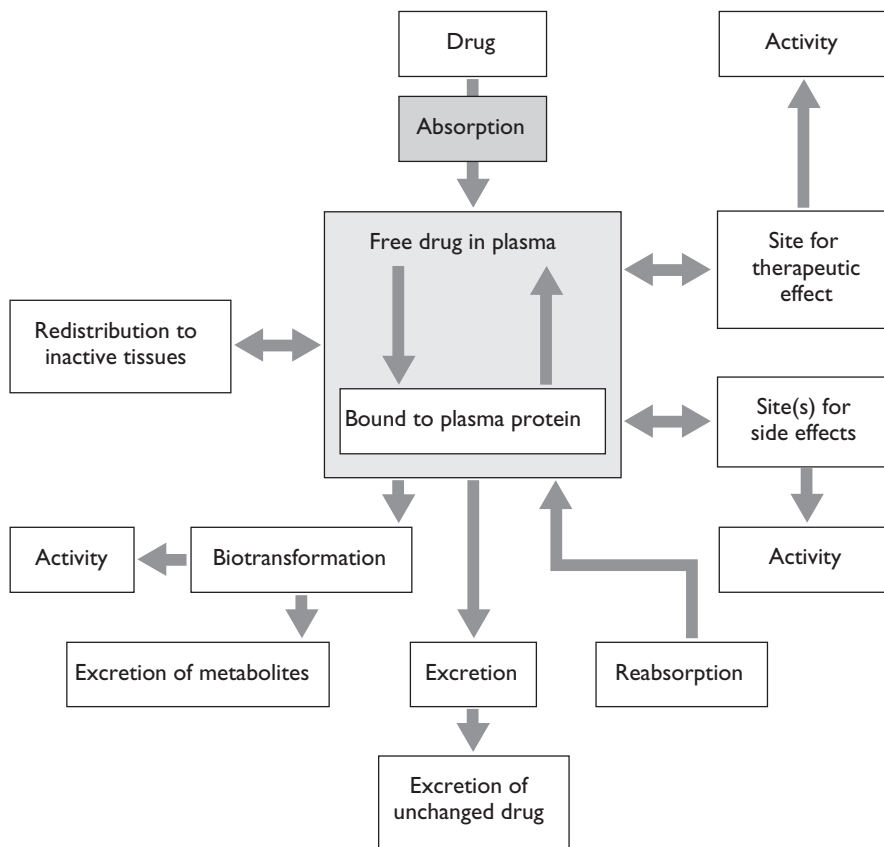 Drug
Activity
Absorption
Free drug in plasma
Site for
therapeutic
effect
Redistribution to
inactive tissues
Bound to plasma protein
Site(s) for
side effects
Activity
Biotransformation
Activity
Excretion of metabolites
Excretion
Reabsorption
Excretion of
unchanged drug